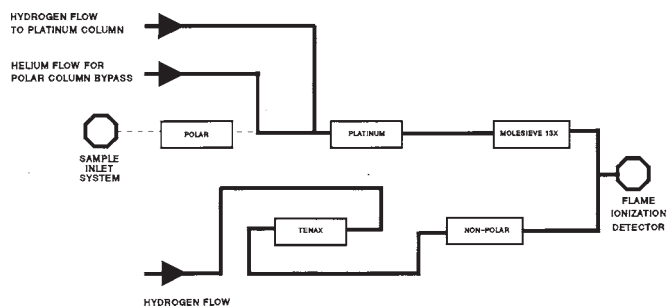 HYDROGEN FLOW
TO PLATINUM COLUMN
HELIUM FLOW FOR
POLAR COLUMN BYPASS
POLAR
PLATINUM
MOLESIEVE 13X
SAMPLE
INLET
SYSTEM
FLAME
IONIZATION
DETECTOR
TENAX
NON-POLAR
HYDROGEN FLOW